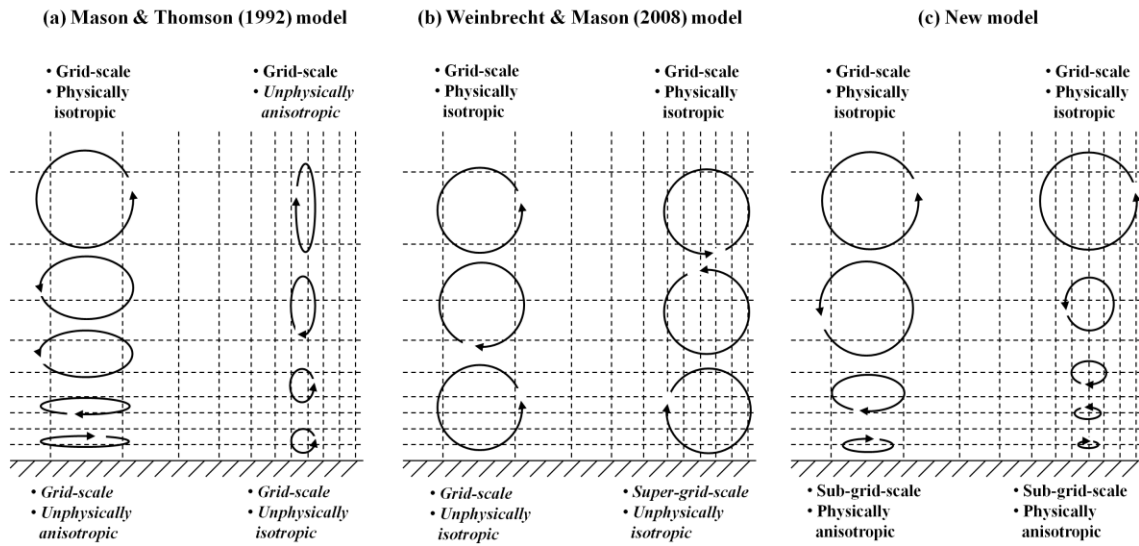 (a) Mason & Thomson (1992) model
(b) Weinbrecht & Mason (2008) model
(c) New model
• Grid-scale
• Physically
isotropic
• Grid-scale
• Unphysically
anisotropic
• Grid-scale
• Physically
isotropic
• Grid-scale
• Physically
isotropic
• Grid-scale
• Physically
isotropic
• Grid-scale
• Physically
isotropic
• Grid-scale
• Unphysically
anisotropic
• Grid-scale
• Unphysically
isotropic
• Grid-scale
• Unphysically
isotropic
• Super-grid-scale
• Unphysically
isotropic
• Sub-grid-scale
• Physically
anisotropic
• Sub-grid-scale
• Physically
anisotropic